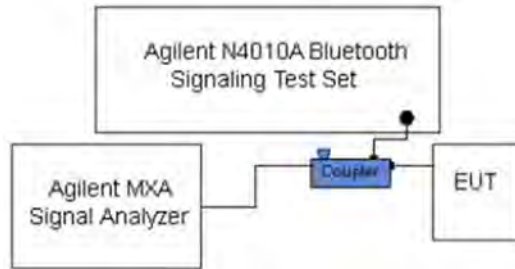 Agilent N4010A Bluetooth
Signaling Test Set
Coupler
EUT
Agilent MXA
Signal Analyzer